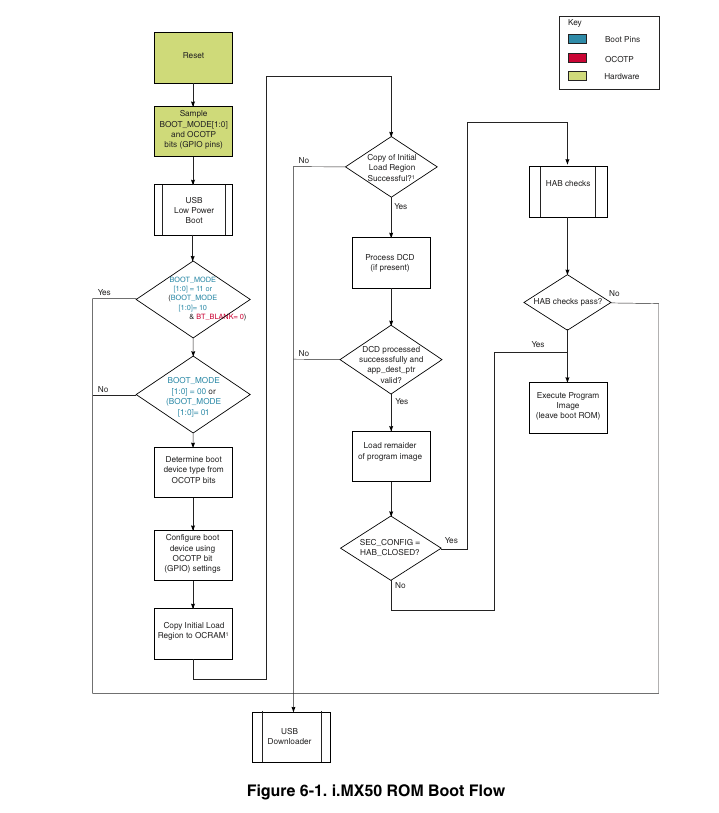 Key
Boot Pins
OCOTP
Hardware
Reset
Sample
BOOT_MODE[1:0]
and OCOTP
bits (GPIO pins)
USB
Low Power
Boot
Yes
BOOT_MODE
[1:0] = 11 or
(BOOT_MODE
[1:0]= 10
& BT_BLANK= 0)
No
BOOT_MODE
[1:0] = 00 or
(BOOT_MODE
[1:0]= 01
Determine boot
device type from
OCOTP bits
Configure boot
device using
OCOTP bit
(GPIO) settings
Copy Initial Load
Region to OCRAM¹
No
Copy of Initial
Load Region
Successful?¹
Yes
Process DCD
(if present)
No
DCD processed
successsfully and
app_dest_ptr
valid?
Yes
Load remaider
of program image
SEC_CONFIG =
HAB_CLOSED?
Yes
No
HAB checks
HAB checks pass?
No
Yes
Execute Program
Image
(leave boot ROM)
USB
Downloader
Figure 6-1. i.MX50 ROM Boot Flow